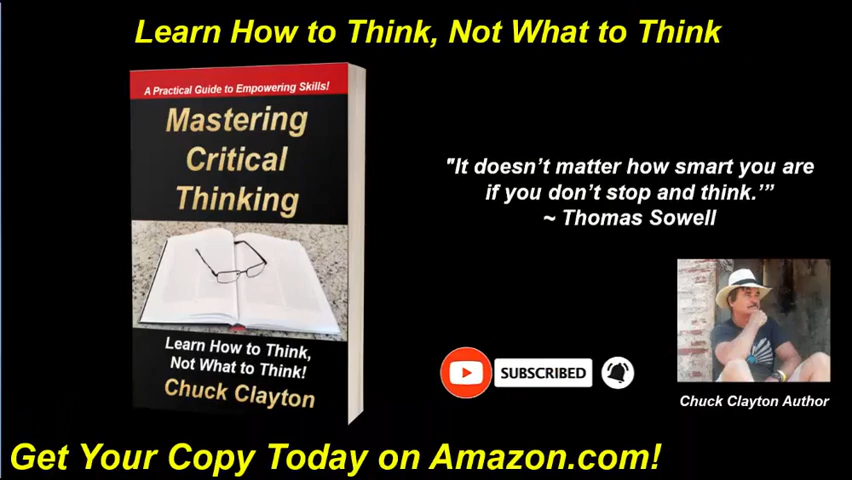 Learn How to Think, Not What to Think
A Practical Guide to Empowering Skills!
Mastering
Critical
Thinking
Learn How to Think,
Not What to Think!
Chuck Clayton
"It doesn’t matter how smart you are
if you don’t stop and think.’”
~ Thomas Sowell
SUBSCRIBED
Chuck Clayton Author
Get Your Copy Today on Amazon.com!